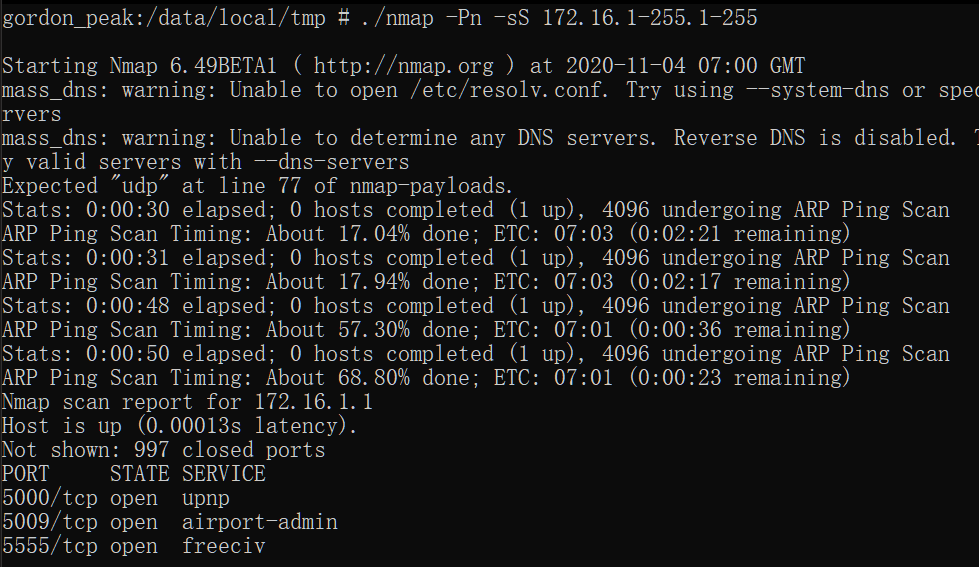 gordon_peak:/data/local/tmp # ./nmap -Pn -sS 172.16.1-255.1-255
Starting Nmap 6.49BETA1 ( http://nmap.org ) at 2020-11-04 07:00 GMT
mass_dns: warning: Unable to open /etc/resolv.conf. Try using --system-dns or spec
rvers
mass_dns: warning: Unable to determine any DNS servers. Reverse DNS is disabled. T
y valid servers with --dns-servers
Expected "udp" at line 77 of nmap-payloads.
Stats: 0:00:30 elapsed; 0 hosts completed (1 up), 4096 undergoing ARP Ping Scan
ARP Ping Scan Timing: About 17.04% done; ETC: 07:03 (0:02:21 remaining)
Stats: 0:00:31 elapsed; 0 hosts completed (1 up), 4096 undergoing ARP Ping Scan
ARP Ping Scan Timing: About 17.94% done; ETC: 07:03 (0:02:17 remaining)
Stats: 0:00:48 elapsed; 0 hosts completed (1 up), 4096 undergoing ARP Ping Scan
ARP Ping Scan Timing: About 57.30% done; ETC: 07:01 (0:00:36 remaining)
Stats: 0:00:50 elapsed; 0 hosts completed (1 up), 4096 undergoing ARP Ping Scan
ARP Ping Scan Timing: About 68.80% done; ETC: 07:01 (0:00:23 remaining)
Nmap scan report for 172.16.1.1
Host is up (0.00013s latency).
Not shown: 997 closed ports
PORT     STATE SERVICE
5000/tcp open  upnp
5009/tcp open  airport-admin
5555/tcp open  freeciv